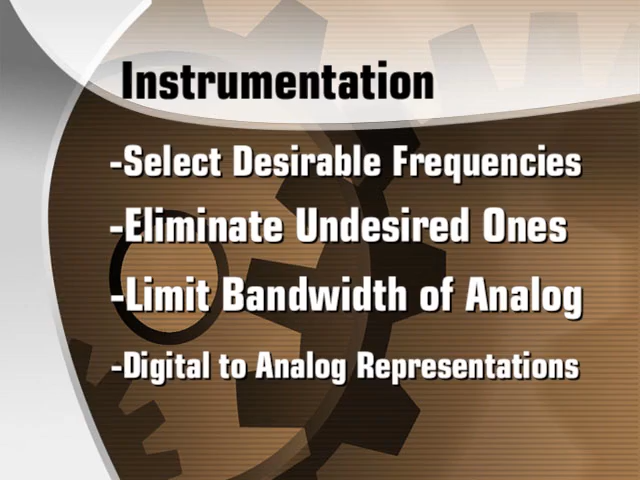 Instrumentation
-Select Desirable Frequencies
-Eliminate Undesired Ones
-Limit Bandwidth of Analog
-Digital to Analog Representations